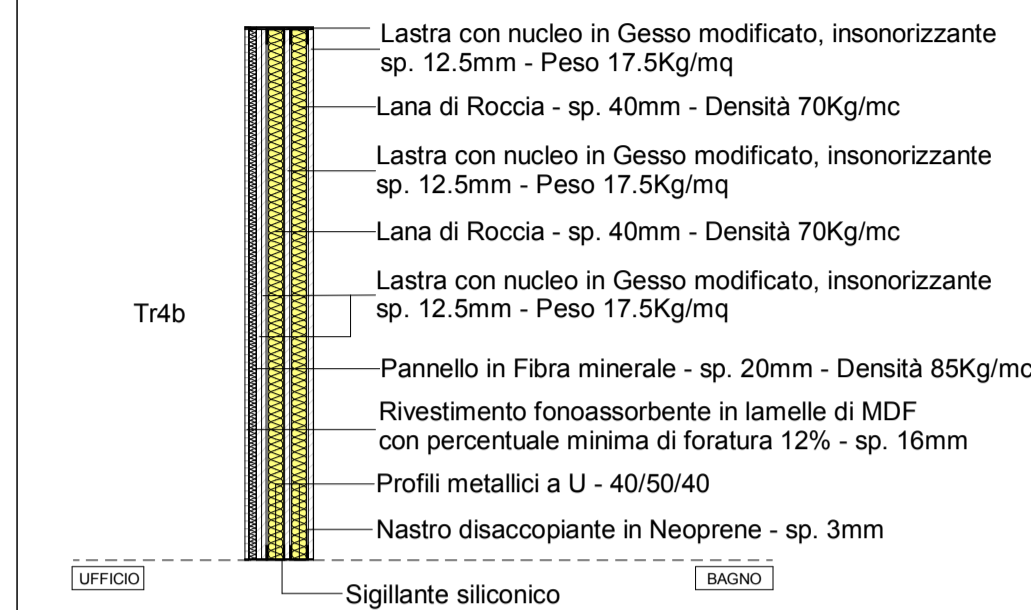 Lastra con nucleo in Gesso modificato, insonorizzante
sp. 12.5mm - Peso 17.5Kg/mq
Lana di Roccia - sp. 40mm - Densità 70Kg/mc
Lastra con nucleo in Gesso modificato, insonorizzante
sp. 12.5mm - Peso 17.5Kg/mq
Lana di Roccia - sp. 40mm - Densità 70Kg/mc
Lastra con nucleo in Gesso modificato, insonorizzante
sp. 12.5mm - Peso 17.5Kg/mq
Tr4b
Pannello in Fibra minerale - sp. 20mm - Densità 85Kg/mc
Rivestimento fonoassorbente in lamelle di MDF
con percentuale minima di foratura 12% - sp. 16mm
Profili metallici a U - 40/50/40
Nastro disaccopiante in Neoprene - sp. 3mm
UFFICIO
BAGNO
Sigillante siliconico